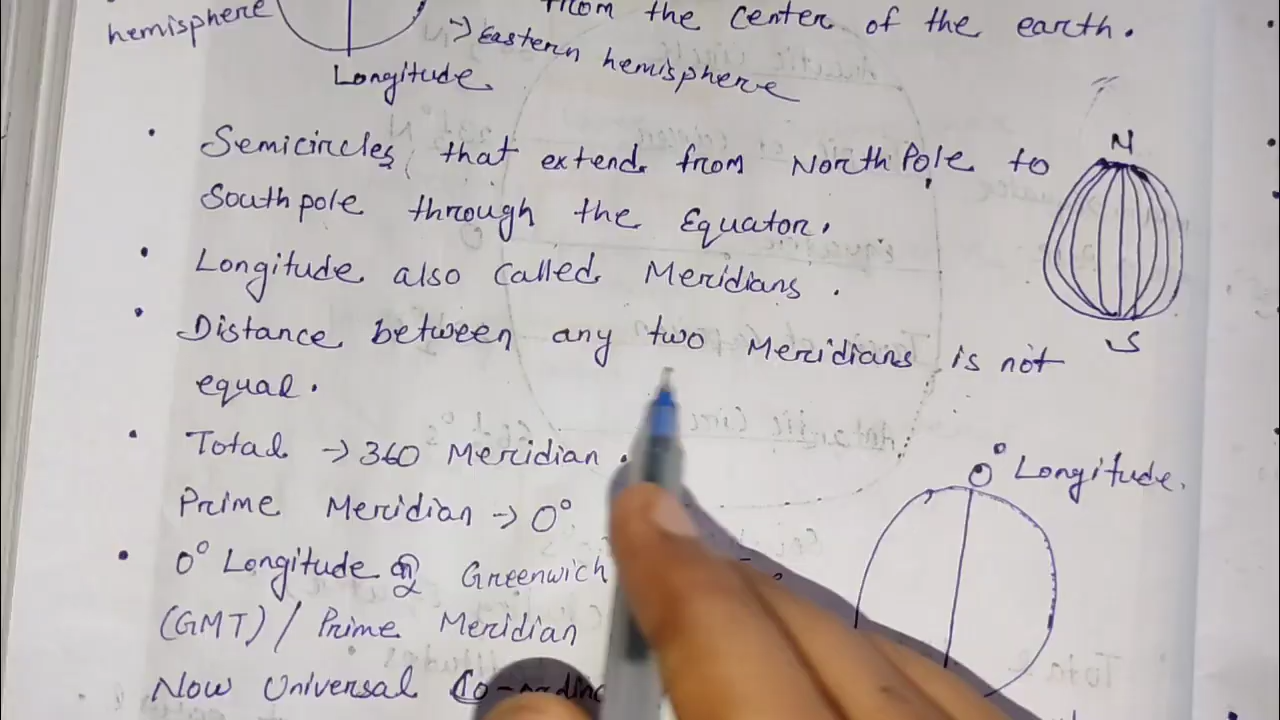 from the center of the earth.
hemisphere
→ Eastern hemisphere
Longitude
• Semicircles that extend from North Pole to
South pole through the Equator.
N
• Longitude also called Meridians.
• Distance between any two Meridians is not
equal.
S
• Total → 360 Meridian.
0° Longitude.
Prime Meridian → 0°
• 0° Longitude को Greenwich
(GMT) / Prime Meridian
Now Universal